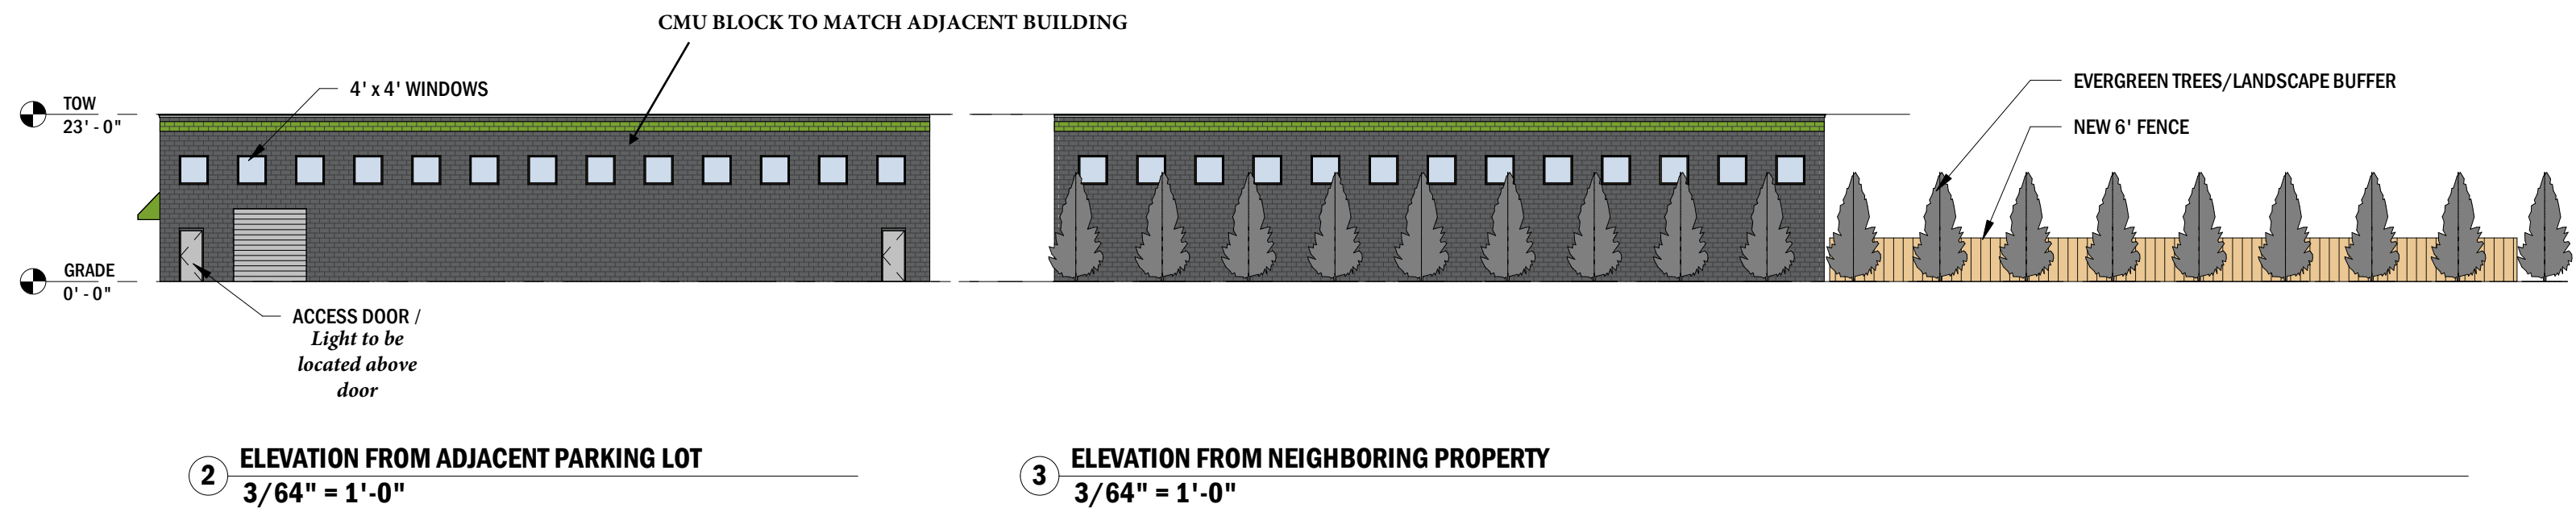 CMU BLOCK TO MATCH ADJACENT BUILDING
4' x 4' WINDOWS
TOW
23' - 0"
GRADE
0' - 0"
ACCESS DOOR /
Light to be
located above
door
EVERGREEN TREES/LANDSCAPE BUFFER
NEW 6' FENCE
2
ELEVATION FROM ADJACENT PARKING LOT
3/64" = 1'-0"
3
ELEVATION FROM NEIGHBORING PROPERTY
3/64" = 1'-0"